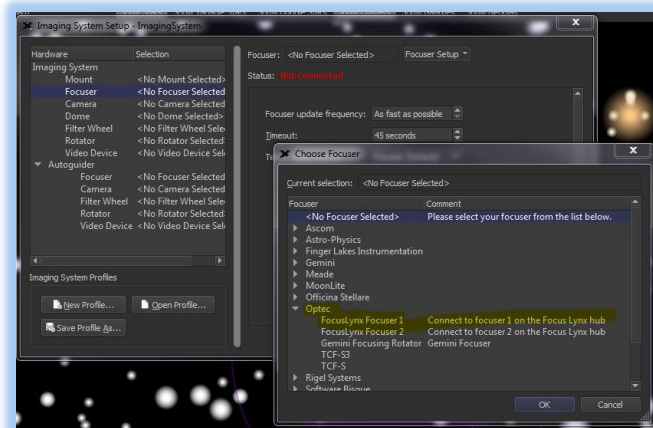 Imaging System Setup - ImagingSystem
Hardware Selection
Imaging System
Mount <No Mount Selected>
Focuser <No Focuser Selected
Camera <No Camera Selected
Dome <No Dome Selected>
Filter Wheel <No Filter Wheel Sele
Rotator <No Rotator Selected
Video Device <No Video Device Sel
Autoguider
Focuser <No Focuser Selected
Camera <No Camera Selected
Filter Wheel <No Filter Wheel Sele
Rotator <No Rotator Selected
Video Device <No Video Device Sel
Imaging System Profiles
New Profile... Open Profile...
Save Profile As...
Focuser: <No Focuser Selected> Focuser Setup
Status: Not Connected
Focuser update frequency: As fast as possible
Timeout: 45 seconds
Choose Focuser
Current selection: <No Focuser Selected>
Focuser Comment
<No Focuser Selected> Please select your focuser from the list below.
Ascom
Astro-Physics
Finger Lakes Instrumentation
Gemini
Meade
MoonLite
Officina Stellare
Optec
FocusLynx Focuser 1 Connect to focuser 1 on the Focus Lynx hub
FocusLynx Focuser 2 Connect to focuser 2 on the Focus Lynx hub
Gemini Focusing Rotator Gemini Focuser
TCF-S3
TCF-S
Rigel Systems
Software Bisque
OK Cancel